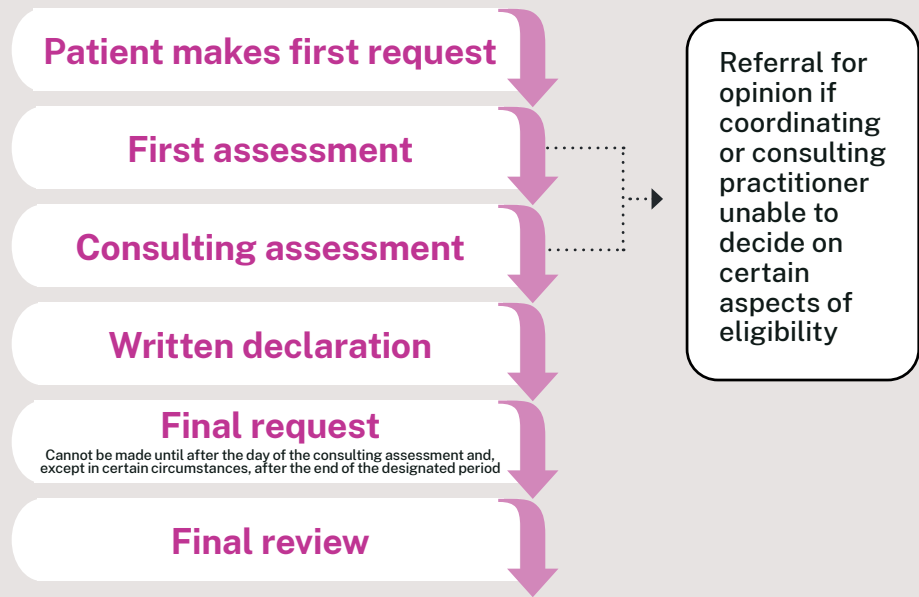 Patient makes first request
First assessment
Consulting assessment
Written declaration
Final request
Cannot be made until after the day of the consulting assessment and,
except in certain circumstances, after the end of the designated period
Final review
Referral for
opinion if
coordinating
or consulting
practitioner
unable to
decide on
certain
aspects of
eligibility